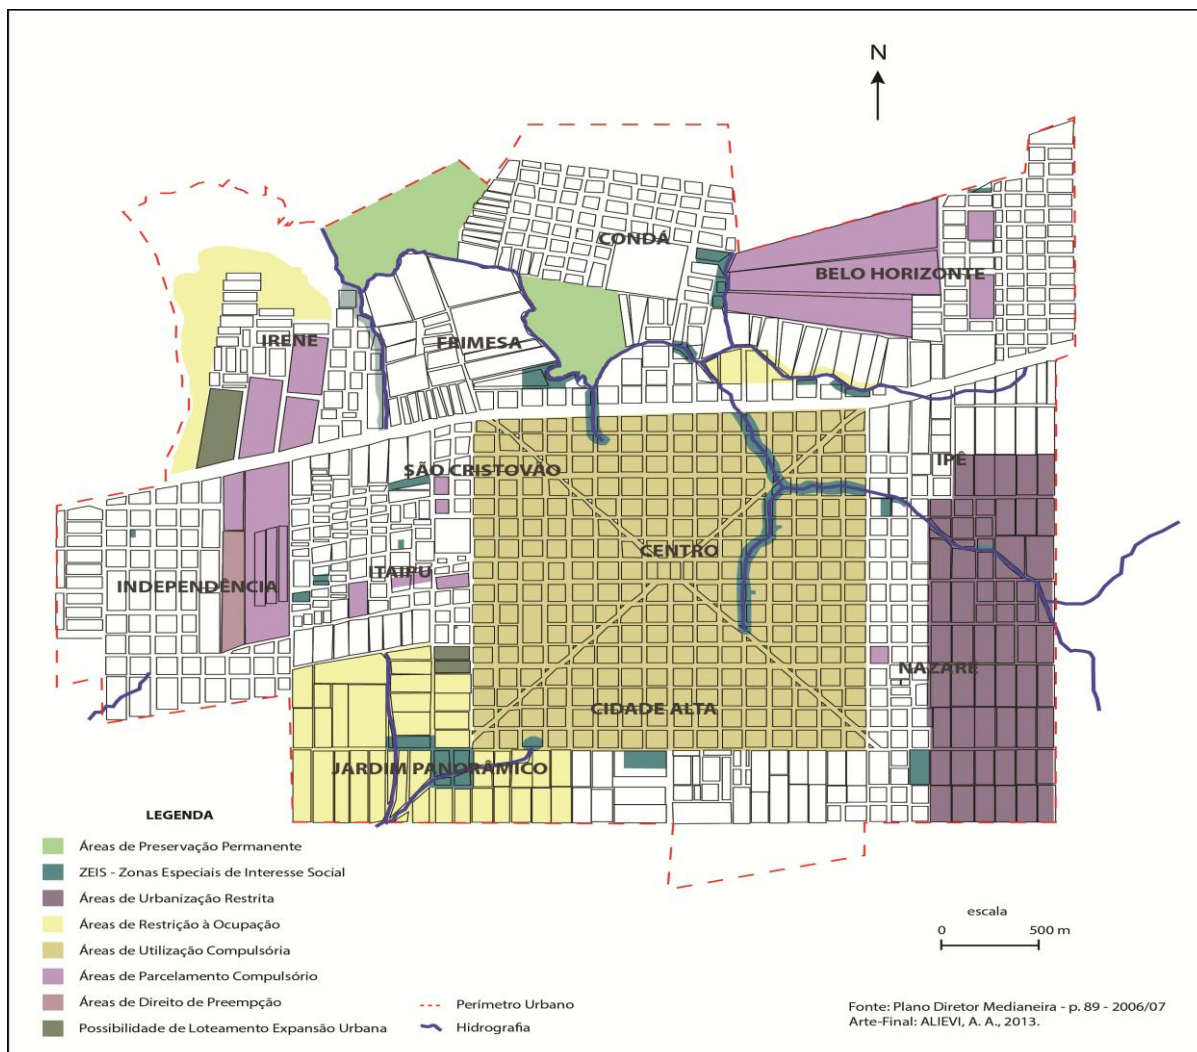 N
CONDÁ
BELO HORIZONTE
IRENE
FRIMESA
SÃO CRISTOVÃO
IPÊ
CENTRO
ITAIPU
INDEPENDÊNCIA
NAZARÉ
CIDADE ALTA
JARDIM PANORÂMICO
LEGENDA
Áreas de Preservação Permanente
ZEIS - Zonas Especiais de Interesse Social
Áreas de Urbanização Restrita
Áreas de Restrição à Ocupação
Áreas de Utilização Compulsória
Áreas de Parcelamento Compulsório
Áreas de Direito de Preempção
Possibilidade de Loteamento Expansão Urbana
Perímetro Urbano
Hidrografia
escala
0 500 m
Fonte: Plano Diretor Medianeira - p. 89 - 2006/07
Arte-Final: ALIEVI, A. A., 2013.